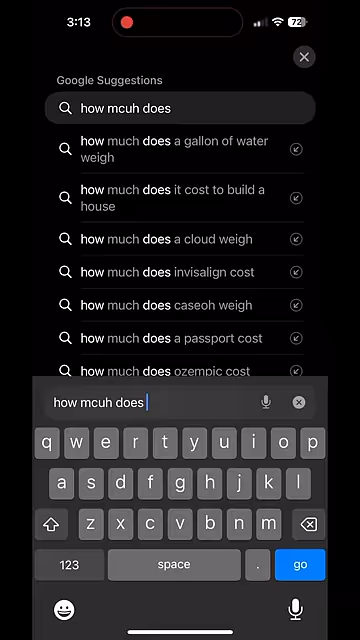 3:13
72
Google Suggestions
how mcuh does
how much does a gallon of water
weigh
how much does it cost to build a
house
how much does a cloud weigh
how much does invisalign cost
how much does caseoh weigh
how much does a passport cost
how much does ozempic cost
how mcuh does
q w e r t y u i o p
a s d f g h j k l
z x c v b n m
123 space . go